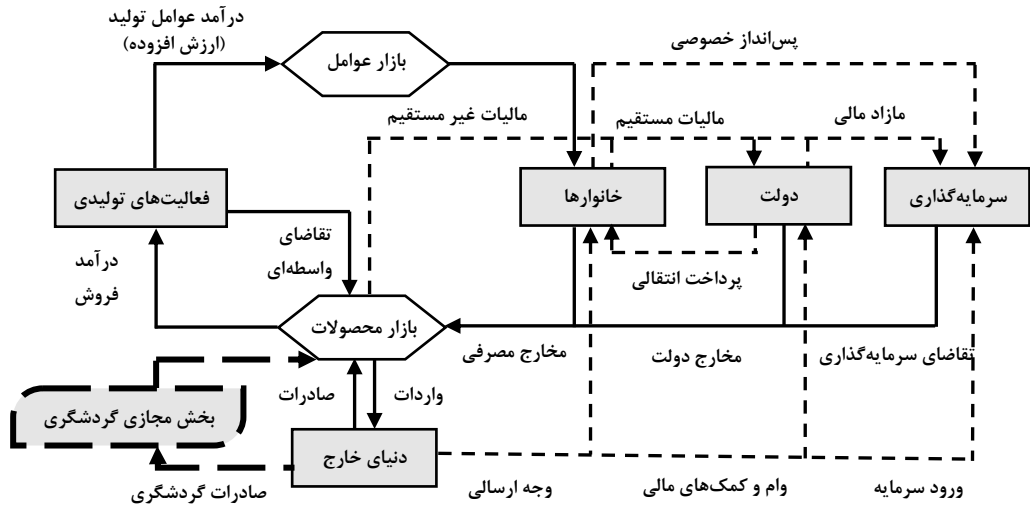 درآمد عوامل تولید
(ارزش افزوده)
بازار عوامل
پس‌انداز خصوصی
مالیات غیر مستقیم
مالیات مستقیم
مازاد مالی
فعالیت‌های تولیدی
خانوارها
دولت
سرمایه‌گذاری
تقاضای
واسطه‌ای
درآمد
فروش
پرداخت انتقالی
بازار محصولات
مخارج مصرفی
مخارج دولت
تقاضای سرمایه‌گذاری
صادرات
واردات
بخش مجازی گردشگری
دنیای خارج
صادرات گردشگری
وجه ارسالی
وام و کمک‌های مالی
ورود سرمایه